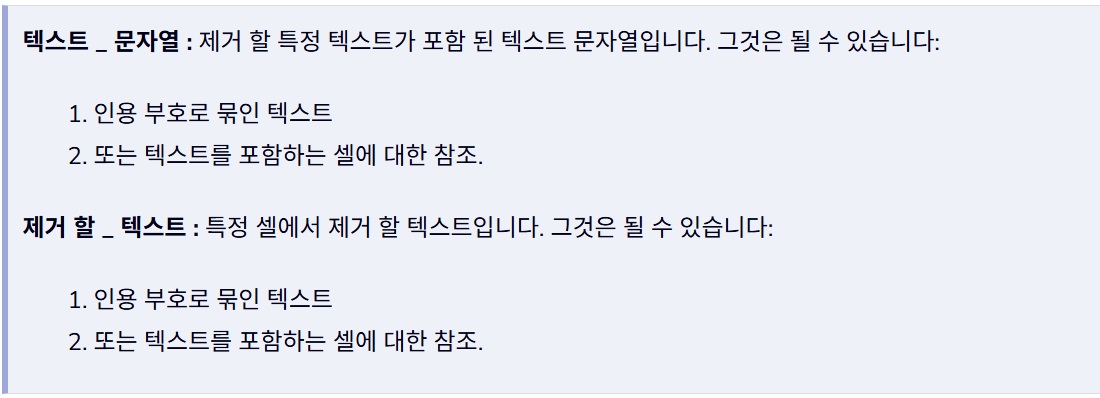 텍스트 _ 문자열 : 제거 할 특정 텍스트가 포함 된 텍스트 문자열입니다. 그것은 될 수 있습니다:
1. 인용 부호로 묶인 텍스트
2. 또는 텍스트를 포함하는 셀에 대한 참조.
제거 할 _ 텍스트 : 특정 셀에서 제거 할 텍스트입니다. 그것은 될 수 있습니다:
1. 인용 부호로 묶인 텍스트
2. 또는 텍스트를 포함하는 셀에 대한 참조.